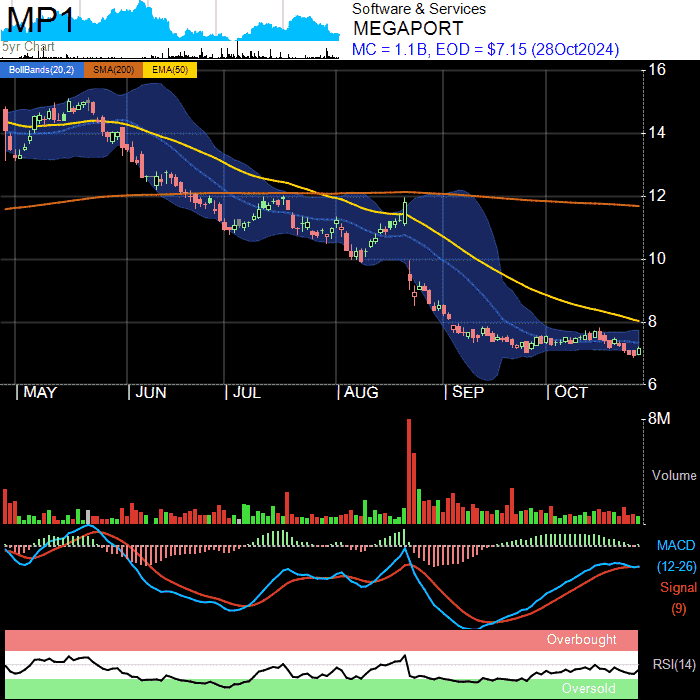 MP1
5yr Chart
Software & Services
MEGAPORT
MC = 1.1B, EOD = $7.15 (28Oct2024)
BollBands(20,2) SMA(200) EMA(50)
16
14
12
10
8
6
MAY JUN JUL AUG SEP OCT
8M
Volume
MACD
(12-26)
Signal
(9)
Overbought
RSI(14)
Oversold